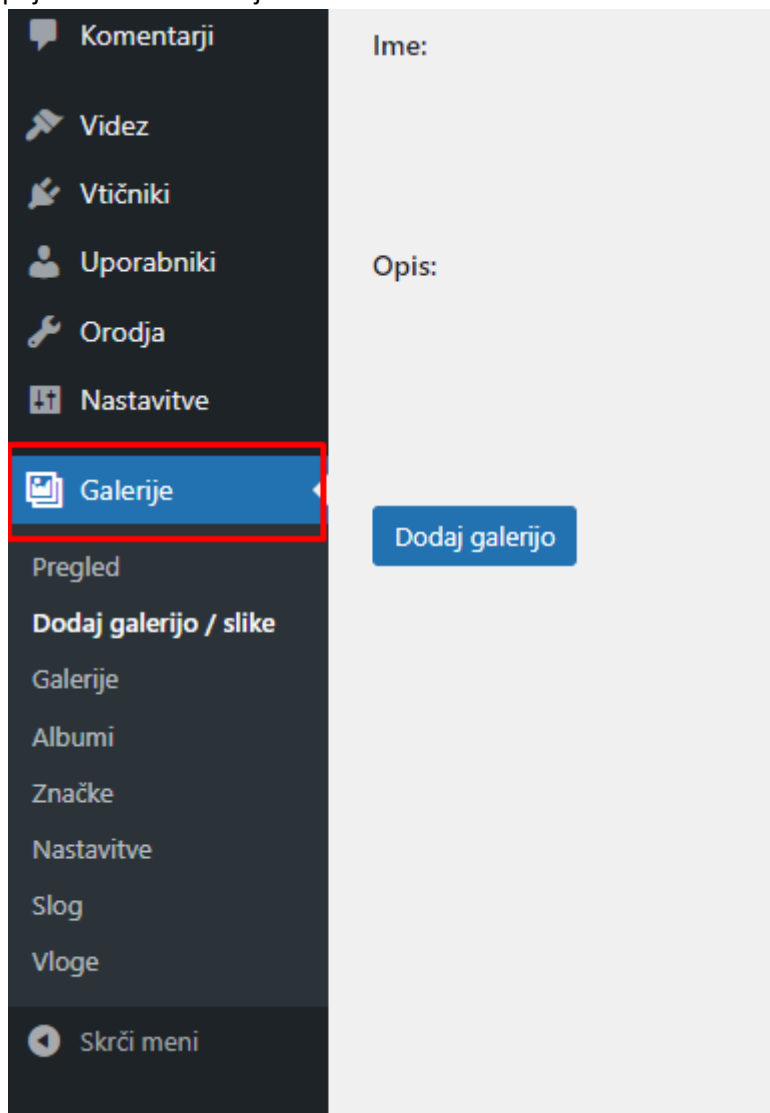 Komentarji
Ime:
Videz
Vtičniki
Uporabniki
Opis:
Orodja
Nastavitve
Galerije
Dodaj galerijo
Pregled
Dodaj galerijo / slike
Galerije
Albumi
Značke
Nastavitve
Slog
Vloge
Skrči meni